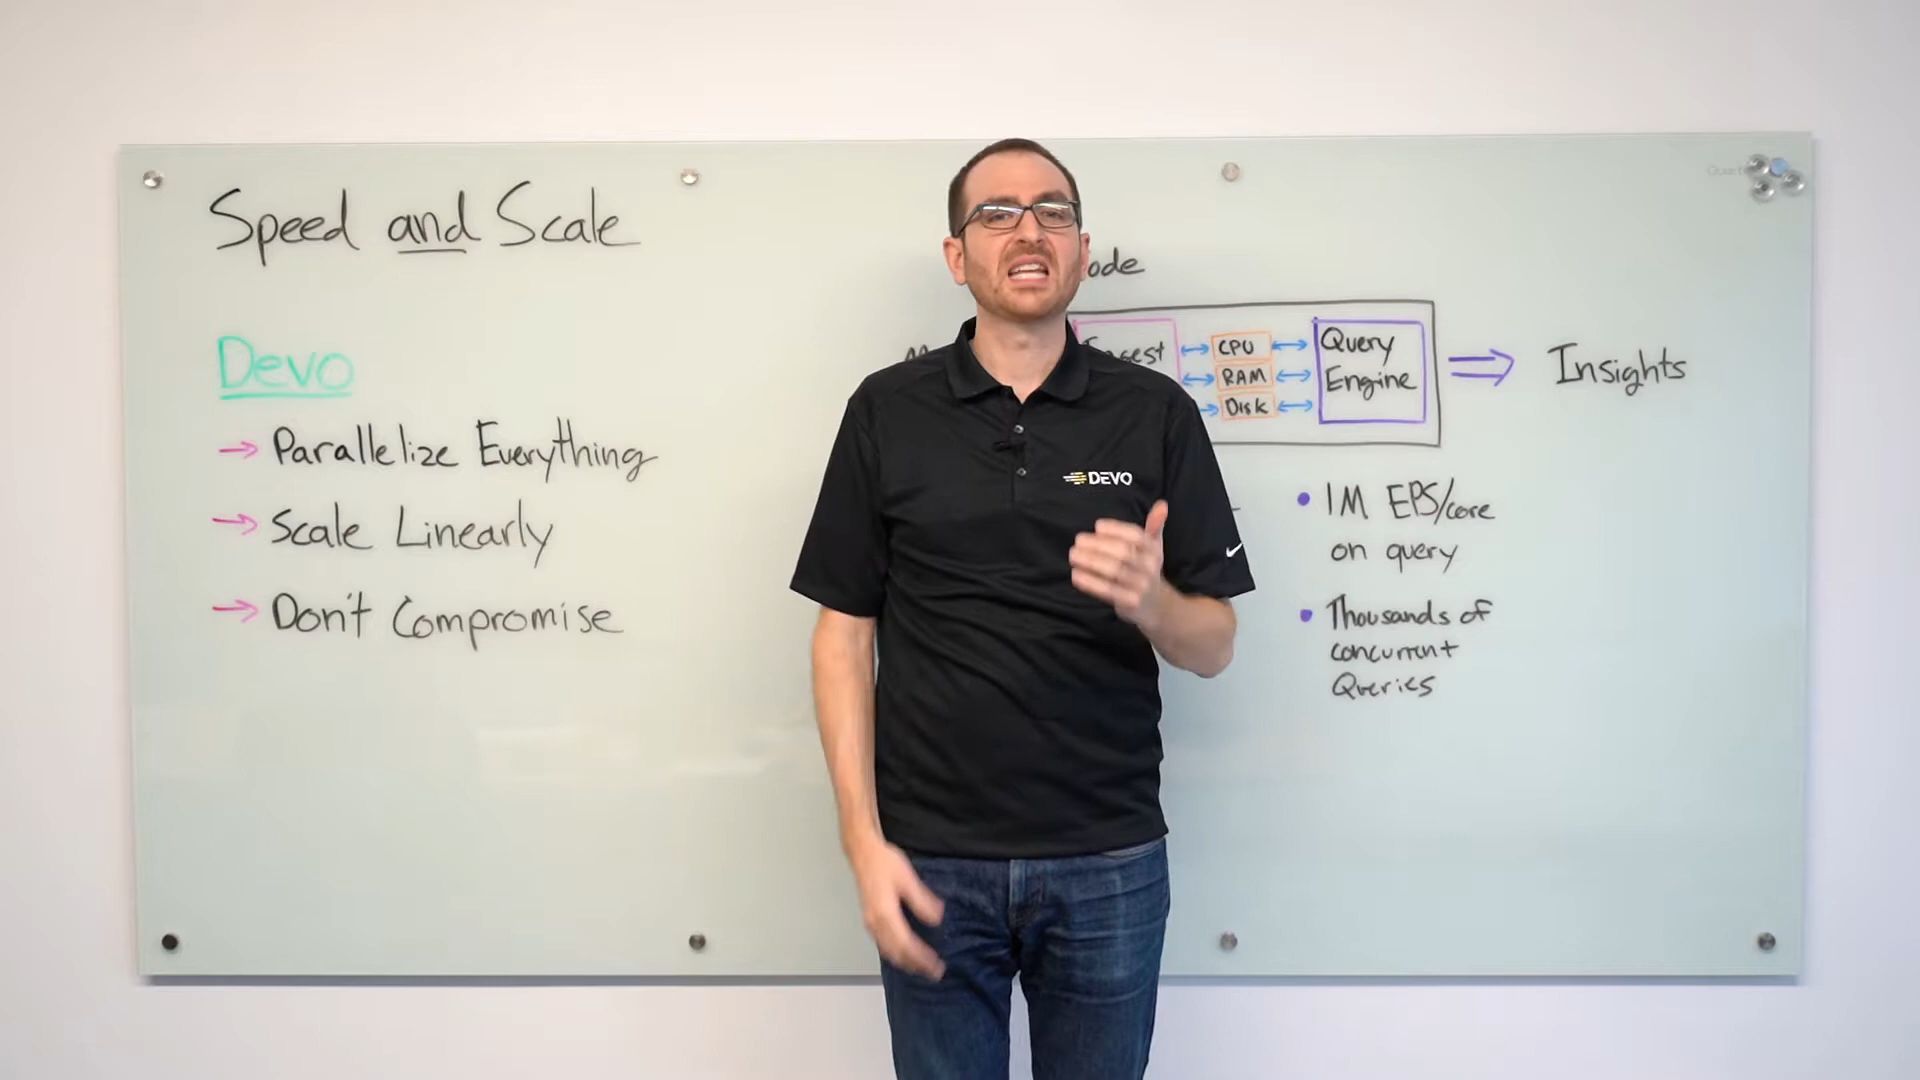 Speed and Scale
Devo
→ Parallelize Everything
→ Scale Linearly
→ Don't Compromise
CPU
RAM
Disk
Query
Engine
Insights
• 1M EPS/core
on query
• Thousands of
concurrent
Queries
DEVO